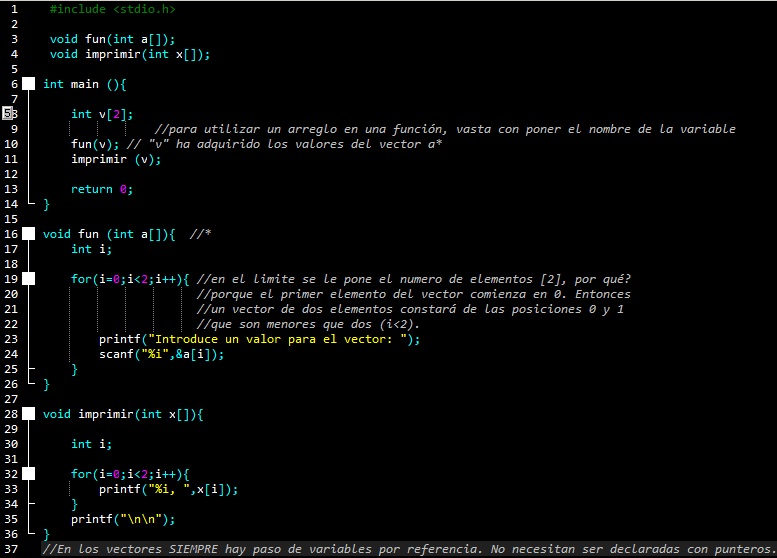 1 #include <stdio.h>
2
3 void fun(int a[]);
4 void imprimir(int x[]);
5
6 int main (){
7
58 int v[2];
9 //para utilizar un arreglo en una función, vasta con poner el nombre de la variable
10 fun(v); // "v" ha adquirido los valores del vector a*
11 imprimir (v);
12
13 return 0;
14 }
15
16 void fun (int a[]){ //*
17 int i;
18
19 for(i=0;i<2;i++){ //en el limite se le pone el numero de elementos [2], por qué?
20 //porque el primer elemento del vector comienza en 0. Entonces
21 //un vector de dos elementos constará de las posiciones 0 y 1
22 //que son menores que dos (i<2).
23 printf("Introduce un valor para el vector: ");
24 scanf("%i",&a[i]);
25 }
26 }
27
28 void imprimir(int x[]){
29
30 int i;
31
32 for(i=0;i<2;i++){
33 printf("%i, ",x[i]);
34 }
35 printf("\n\n");
36 }
37 //En los vectores SIEMPRE hay paso de variables por referencia. No necesitan ser declaradas con punteros.